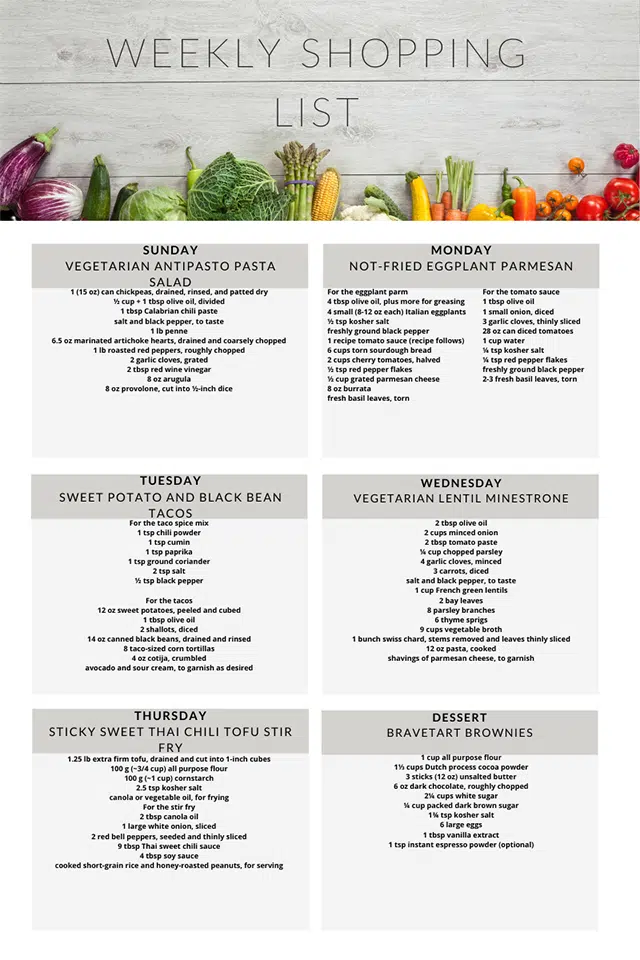 WEEKLY SHOPPING
LIST
SUNDAY
VEGETARIAN ANTIPASTO PASTA
SALAD
1 (15 oz) can chickpeas, drained, rinsed, and patted dry
½ cup + 1 tbsp olive oil, divided
1 tbsp Calabrian chili paste
salt and black pepper, to taste
1 lb penne
6.5 oz marinated artichoke hearts, drained and coarsely chopped
1 lb roasted red peppers, roughly chopped
2 garlic cloves, grated
2 tbsp red wine vinegar
8 oz arugula
8 oz provolone, cut into ½-inch dice
MONDAY
NOT-FRIED EGGPLANT PARMESAN
For the eggplant parm
4 tbsp olive oil, plus more for greasing
4 small (8-12 oz each) Italian eggplants
½ tsp kosher salt
freshly ground black pepper
1 recipe tomato sauce (recipe follows)
6 cups torn sourdough bread
2 cups cherry tomatoes, halved
½ tsp red pepper flakes
½ cup grated parmesan cheese
8 oz burrata
fresh basil leaves, torn
For the tomato sauce
1 tbsp olive oil
1 small onion, diced
3 garlic cloves, thinly sliced
28 oz can diced tomatoes
1 cup water
¼ tsp kosher salt
¼ tsp red pepper flakes
freshly ground black pepper
2-3 fresh basil leaves, torn
TUESDAY
SWEET POTATO AND BLACK BEAN
TACOS
For the taco spice mix
1 tsp chili powder
1 tsp cumin
1 tsp paprika
1 tsp ground coriander
2 tsp salt
½ tsp black pepper
For the tacos
12 oz sweet potatoes, peeled and cubed
1 tbsp olive oil
2 shallots, diced
14 oz canned black beans, drained and rinsed
8 taco-sized corn tortillas
4 oz cotija, crumbled
avocado and sour cream, to garnish as desired
WEDNESDAY
VEGETARIAN LENTIL MINESTRONE
2 tbsp olive oil
2 cups minced onion
2 tbsp tomato paste
¼ cup chopped parsley
4 garlic cloves, minced
3 carrots, diced
salt and black pepper, to taste
1 cup French green lentils
2 bay leaves
8 parsley branches
6 thyme sprigs
9 cups vegetable broth
1 bunch swiss chard, stems removed and leaves thinly sliced
12 oz pasta, cooked
shavings of parmesan cheese, to garnish
THURSDAY
STICKY SWEET THAI CHILI TOFU STIR
FRY
1.25 lb extra firm tofu, drained and cut into 1-inch cubes
100 g (~3/4 cup) all purpose flour
100 g (~1 cup) cornstarch
2.5 tsp kosher salt
canola or vegetable oil, for frying
For the stir fry
2 tbsp canola oil
1 large white onion, sliced
2 red bell peppers, seeded and thinly sliced
9 tbsp Thai sweet chili sauce
4 tbsp soy sauce
cooked short-grain rice and honey-roasted peanuts, for serving
DESSERT
BRAVETART BROWNIES
1 cup all purpose flour
1⅓ cups Dutch process cocoa powder
3 sticks (12 oz) unsalted butter
6 oz dark chocolate, roughly chopped
2¼ cups white sugar
¼ cup packed dark brown sugar
1¾ tsp kosher salt
6 large eggs
1 tbsp vanilla extract
1 tsp instant espresso powder (optional)